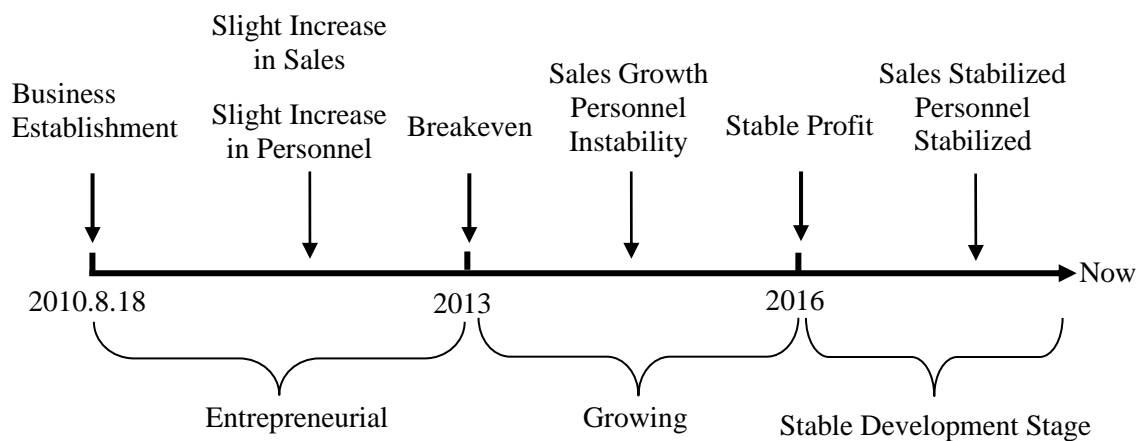 Business
Establishment
Slight Increase
in Sales
Slight Increase
in Personnel
Breakeven
Sales Growth
Personnel
Instability
Stable Profit
Sales Stabilized
Personnel
Stabilized
Now
2010.8.18
2013
2016
Entrepreneurial
Growing
Stable Development Stage